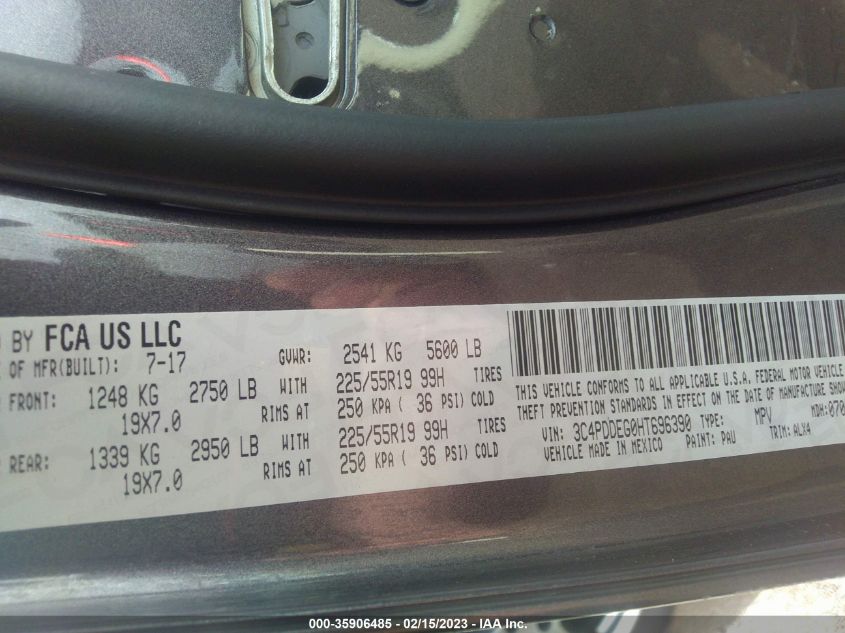 D BY FCA US LLC
E OF MFR(BUILT): 7-17 GVWR: 2541 KG 5600 LB
FRONT: 1248 KG 2750 LB WITH 225/55R19 99H TIRES
19X7.0 RIMS AT 250 KPA ( 36 PSI) COLD
REAR: 1339 KG 2950 LB WITH 225/55R19 99H TIRES
19X7.0 RIMS AT 250 KPA ( 36 PSI) COLD
THIS VEHICLE CONFORMS TO ALL APPLICABLE U.S.A. FEDERAL MOTOR VEHICLE
THEFT PREVENTION STANDARDS IN EFFECT ON THE DATE OF MANUFACTURE SHOW
VIN: 3C4PDDEG0HT696390 TYPE: MPV MDH: 070
VEHICLE MADE IN MEXICO PAINT: PAU TRIM: ALX4
000-35906485 - 02/15/2023 - IAA Inc.